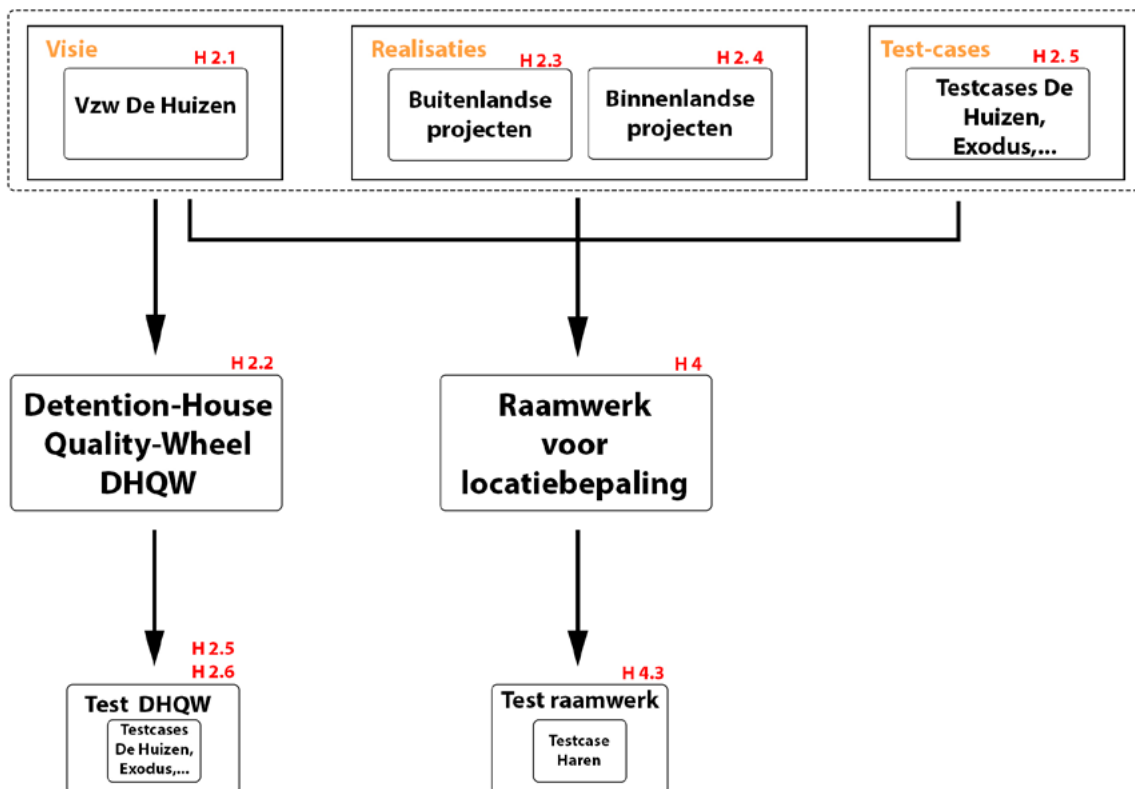 Visie
H 2.1
Vzw De Huizen
Realisaties
H 2.3
Buitenlandse
projecten
H 2. 4
Binnenlandse
projecten
Test-cases
H 2. 5
Testcases De
Huizen,
Exodus,...
H 2.2
Detention-House
Quality-Wheel
DHQW
H 4
Raamwerk
voor
locatiebepaling
H 2.5
H 2.6
Test DHQW
Testcases
De Huizen,
Exodus,...
H 4.3
Test raamwerk
Testcase
Haren